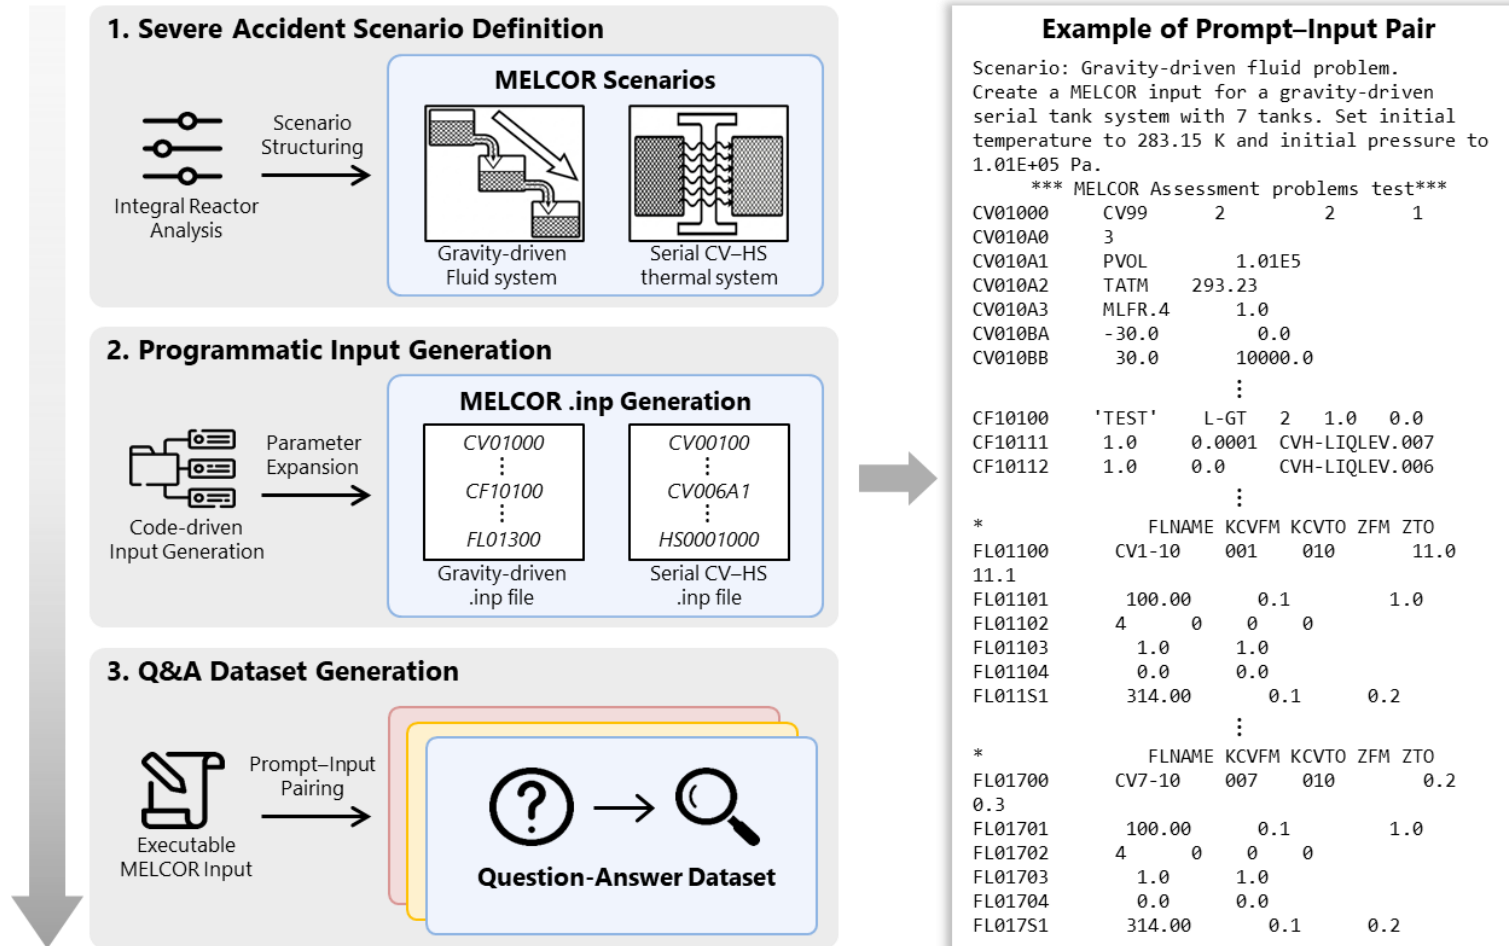 1. Severe Accident Scenario Definition
Integral Reactor
Analysis
Scenario
Structuring
MELCOR Scenarios
Gravity-driven
Fluid system
Serial CV–HS
thermal system
2. Programmatic Input Generation
Code-driven
Input Generation
Parameter
Expansion
MELCOR .inp Generation
CV01000
⋮
CF10100
⋮
FL01300
Gravity-driven
.inp file
CV00100
⋮
CV006A1
⋮
HS0001000
Serial CV–HS
.inp file
3. Q&A Dataset Generation
Executable
MELCOR Input
Prompt–Input
Pairing
?
Question-Answer Dataset
Example of Prompt–Input Pair
Scenario: Gravity-driven fluid problem.
Create a MELCOR input for a gravity-driven
serial tank system with 7 tanks. Set initial
temperature to 283.15 K and initial pressure to
1.01E+05 Pa.
*** MELCOR Assessment problems test***
CV01000 CV99 2 2 1
CV010A0 3
CV010A1 PVOL 1.01E5
CV010A2 TATM 293.23
CV010A3 MLFR.4 1.0
CV010BA -30.0 0.0
CV010BB 30.0 10000.0
⋮
CF10100 'TEST' L-GT 2 1.0 0.0
CF10111 1.0 0.0001 CVH-LIQLEV.007
CF10112 1.0 0.0 CVH-LIQLEV.006
⋮
* FLNAME KCVFM KCVTO ZFM ZTO
FL01100 CV1-10 001 010 11.0
11.1
FL01101 100.00 0.1 1.0
FL01102 4 0 0 0
FL01103 1.0 1.0
FL01104 0.0 0.0
FL011S1 314.00 0.1 0.2
⋮
* FLNAME KCVFM KCVTO ZFM ZTO
FL01700 CV7-10 007 010 0.2
0.3
FL01701 100.00 0.1 1.0
FL01702 4 0 0 0
FL01703 1.0 1.0
FL01704 0.0 0.0
FL017S1 314.00 0.1 0.2